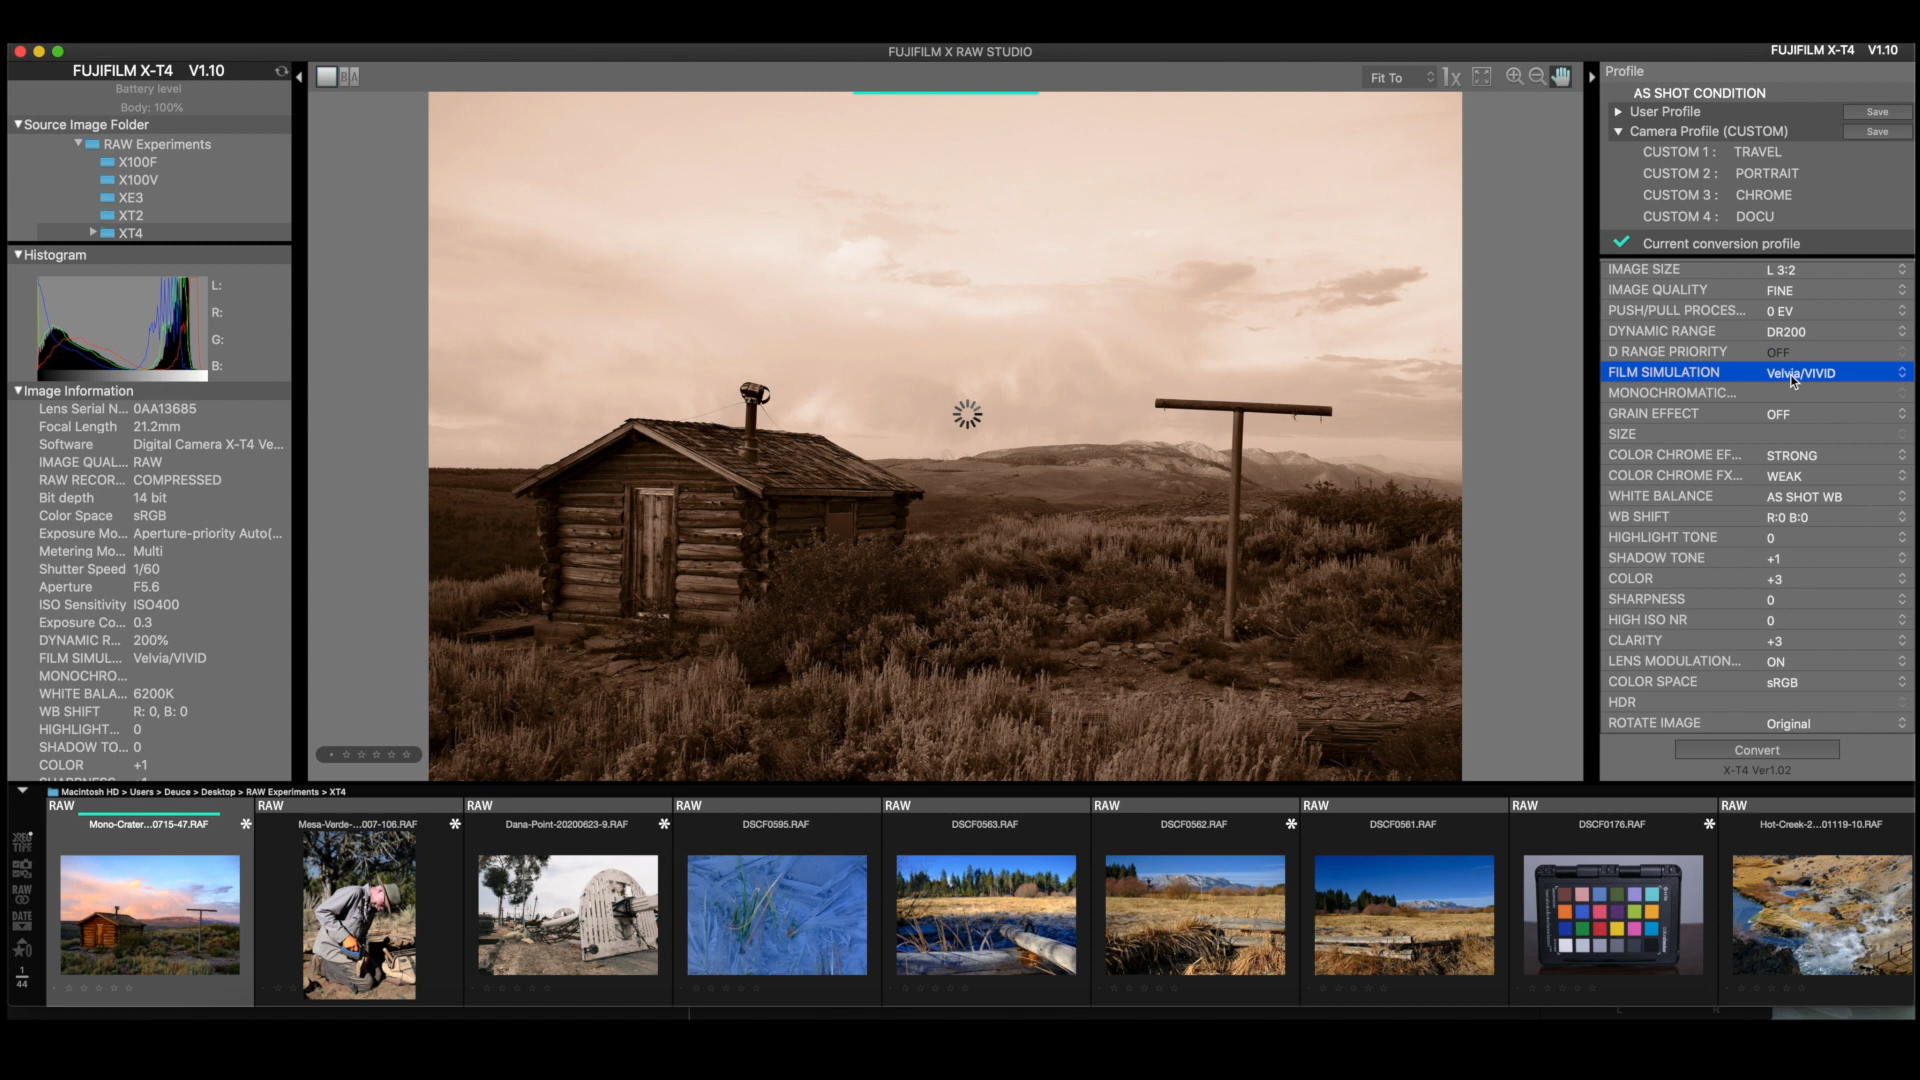 FUJIFILM X RAW STUDIO
FUJIFILM X-T4 V1.10
FUJIFILM X-T4 V1.10
Battery level
Body: 100%
Source Image Folder
RAW Experiments
X100F
X100V
XE3
XT2
XT4
Histogram
L:
R:
G:
B:
Image Information
Lens Serial N... 0AA13685
Focal Length 21.2mm
Software Digital Camera X-T4 Ve...
IMAGE QUAL... RAW
RAW RECOR... COMPRESSED
Bit depth 14 bit
Color Space sRGB
Exposure Mo... Aperture-priority Auto(...
Metering Mo... Multi
Shutter Speed 1/60
Aperture F5.6
ISO Sensitivity ISO400
Exposure Co... 0.3
DYNAMIC R... 200%
FILM SIMUL... Velvia/VIVID
MONOCHRO...
WHITE BALA... 6200K
WB SHIFT R: 0, B: 0
HIGHLIGHT... 0
SHADOW TO... 0
COLOR +1
B A
Fit To
1x
Profile
AS SHOT CONDITION
User Profile Save
Camera Profile (CUSTOM) Save
CUSTOM 1 : TRAVEL
CUSTOM 2 : PORTRAIT
CUSTOM 3 : CHROME
CUSTOM 4 : DOCU
Current conversion profile
IMAGE SIZE L 3:2
IMAGE QUALITY FINE
PUSH/PULL PROCES... 0 EV
DYNAMIC RANGE DR200
D RANGE PRIORITY OFF
FILM SIMULATION Velvia/VIVID
MONOCHROMATIC...
GRAIN EFFECT OFF
SIZE
COLOR CHROME EF... STRONG
COLOR CHROME FX... WEAK
WHITE BALANCE AS SHOT WB
WB SHIFT R:0 B:0
HIGHLIGHT TONE 0
SHADOW TONE +1
COLOR +3
SHARPNESS 0
HIGH ISO NR 0
CLARITY +3
LENS MODULATION... ON
COLOR SPACE sRGB
HDR
ROTATE IMAGE Original
Convert
X-T4 Ver1.02
Macintosh HD > Users > Deuce > Desktop > RAW Experiments > XT4
RAW RAW RAW RAW RAW RAW RAW RAW RAW
Mono-Crater...0715-47.RAF Mesa-Verde-...007-106.RAF Dana-Point-20200623-9.RAF DSCF0595.RAF DSCF0563.RAF DSCF0562.RAF DSCF0561.RAF DSCF0176.RAF Hot-Creek-2...01119-10.RAF
RAW
DATE
0
1
44
L R